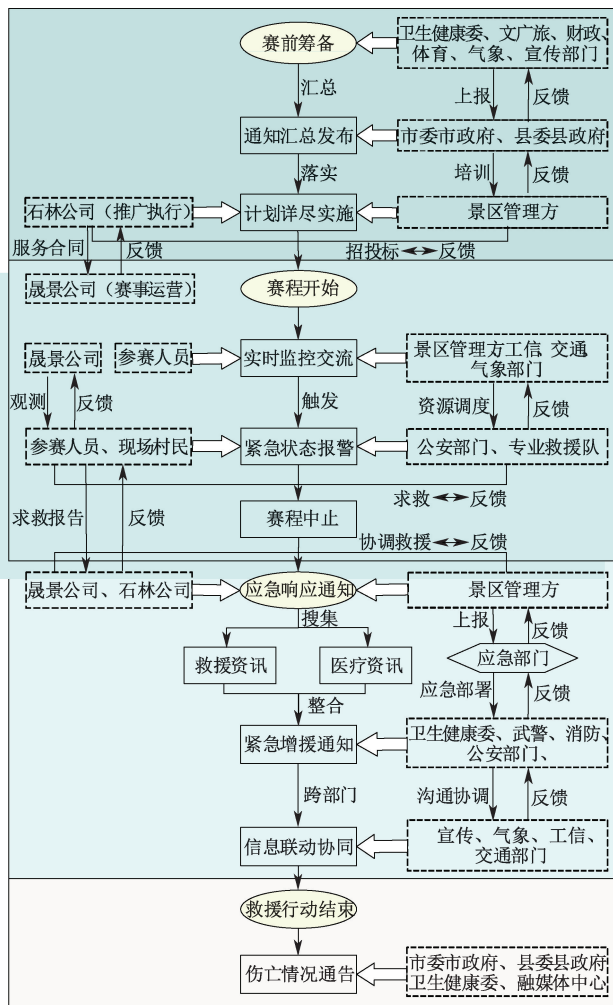 赛前筹备
卫生健康委、文广旅、财政、
体育、气象、宣传部门
汇总
上报
反馈
通知汇总发布
市委市政府、县委县政府
落实
培训
反馈
石林公司（推广执行）
计划详尽实施
景区管理方
服务合同
反馈
招投标
反馈
晟景公司（赛事运营）
赛程开始
晟景公司
参赛人员
实时监控交流
景区管理方工信、交通、
气象部门
观测
反馈
触发
资源调度
反馈
参赛人员、现场村民
紧急状态报警
公安部门、专业救援队
求救
反馈
求救报告
反馈
赛程中止
协调救援
反馈
晟景公司、石林公司
应急响应通知
景区管理方
搜集
上报
反馈
救援资讯
医疗资讯
应急部门
整合
应急部署
反馈
紧急增援通知
卫生健康委、武警、消防、
公安部门、
跨部门
沟通协调
反馈
信息联动协同
宣传、气象、工信、
交通部门
救援行动结束
伤亡情况通告
市委市政府、县委县政府
卫生健康委、融媒体中心